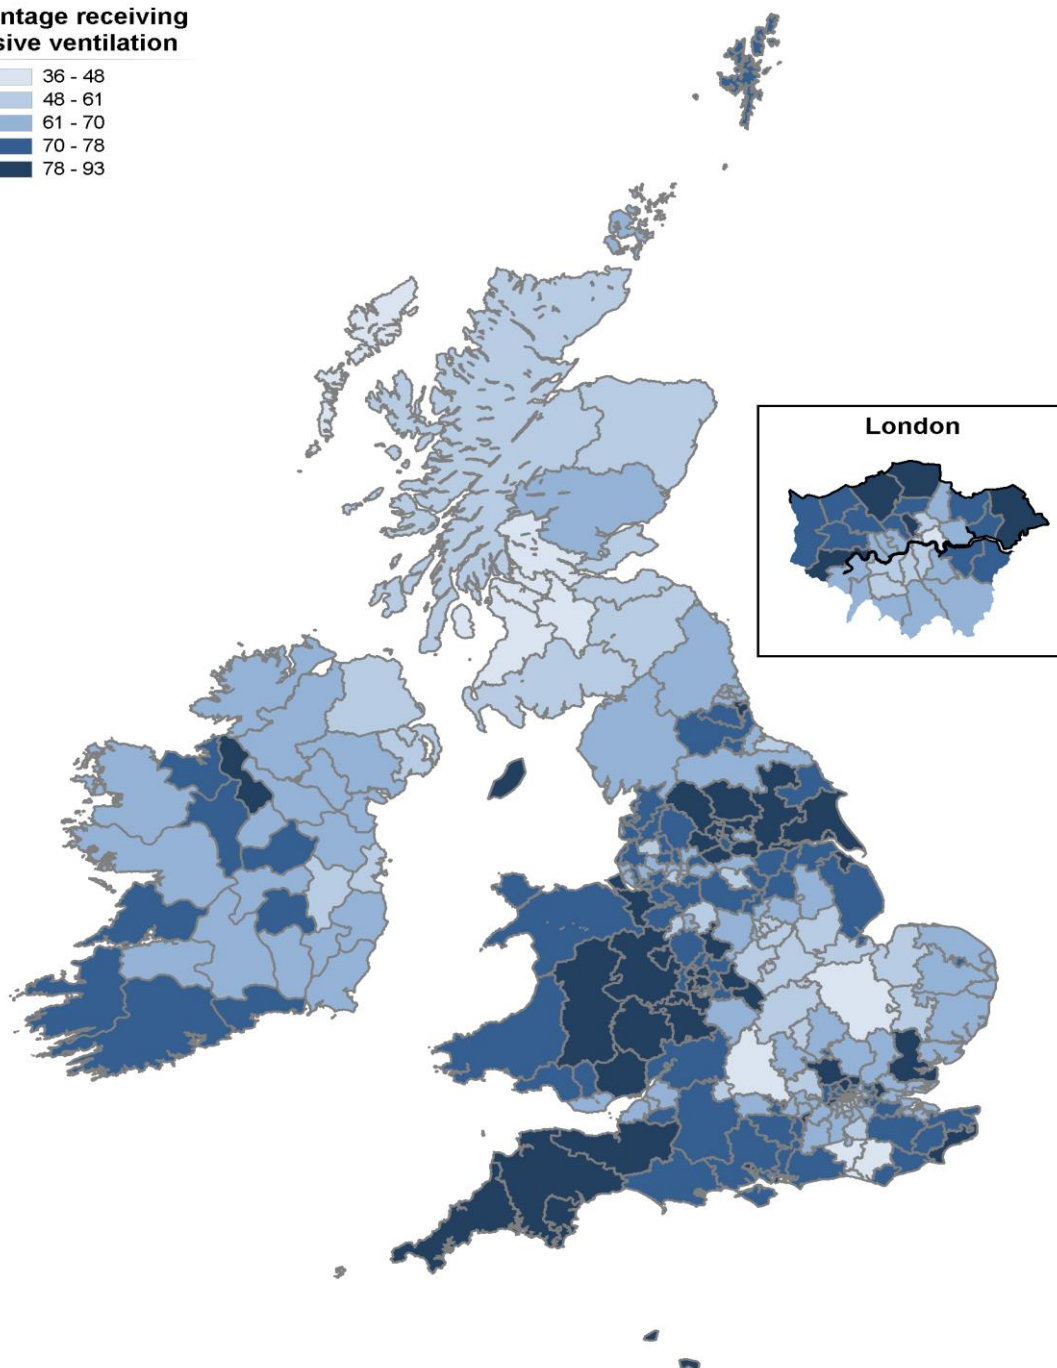 ntage receiving
sive ventilation
36 - 48
48 - 61
61 - 70
70 - 78
78 - 93
London